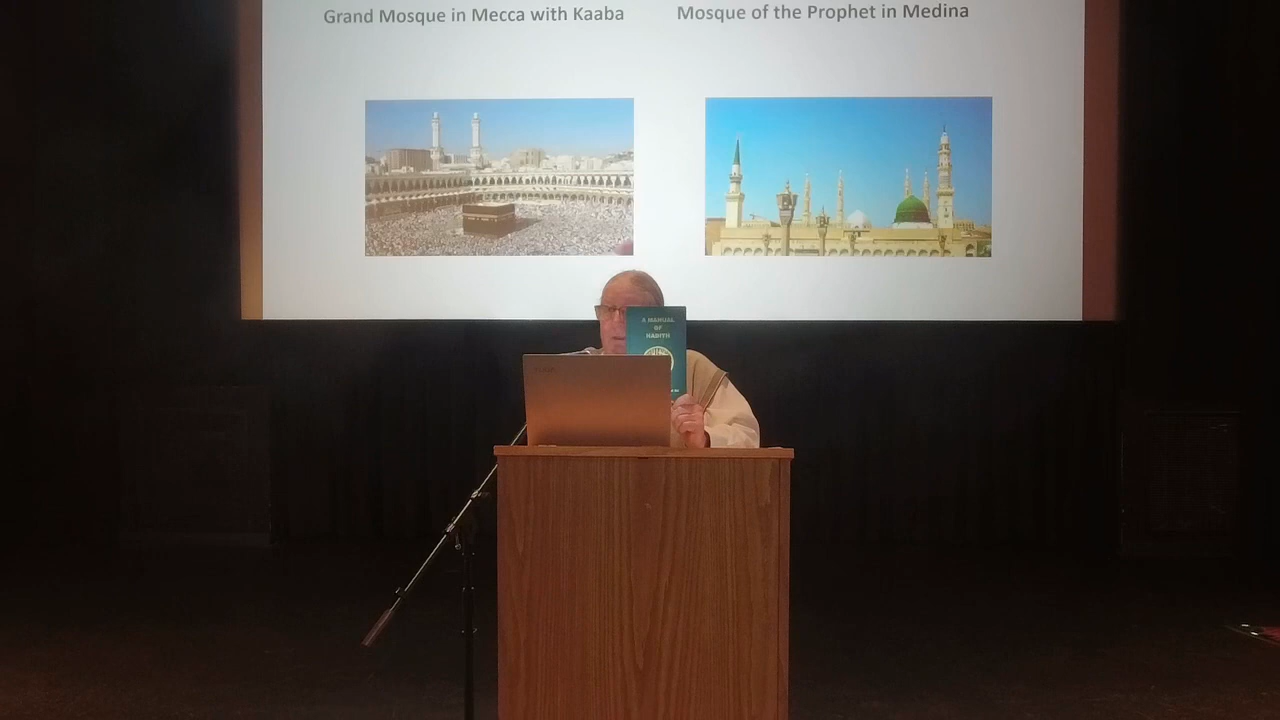 Grand Mosque in Mecca with Kaaba
Mosque of the Prophet in Medina
A MANUAL
OF
HADITH